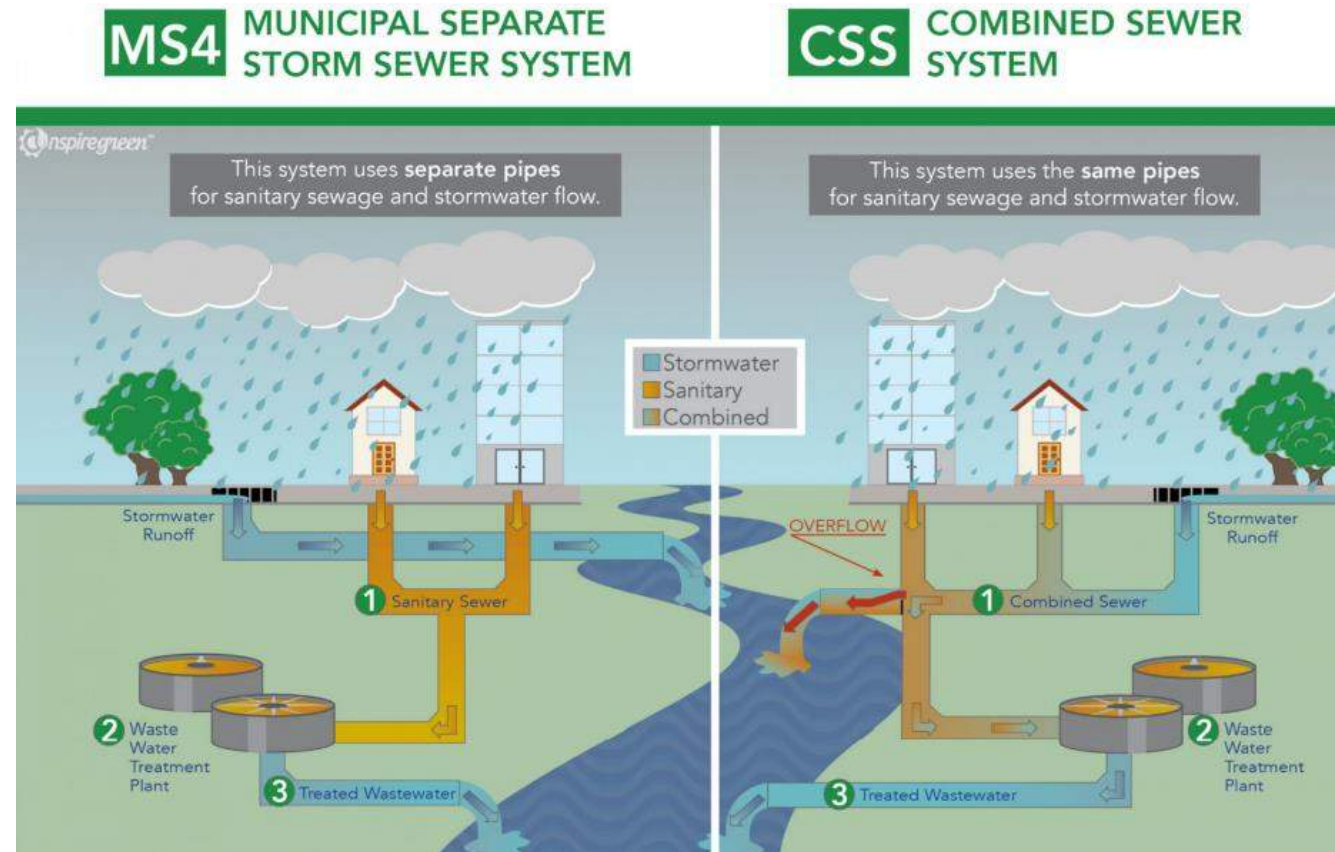 MS4
MUNICIPAL SEPARATE
STORM SEWER SYSTEM
CSS
COMBINED SEWER
SYSTEM
inspiregreen™
This system uses separate pipes
for sanitary sewage and stormwater flow.
This system uses the same pipes
for sanitary sewage and stormwater flow.
Stormwater
Sanitary
Combined
Stormwater
Runoff
1 Sanitary Sewer
2 Waste
Water
Treatment
Plant
3 Treated Wastewater
OVERFLOW
Stormwater
Runoff
1 Combined Sewer
2 Waste
Water
Treatment
Plant
3 Treated Wastewater